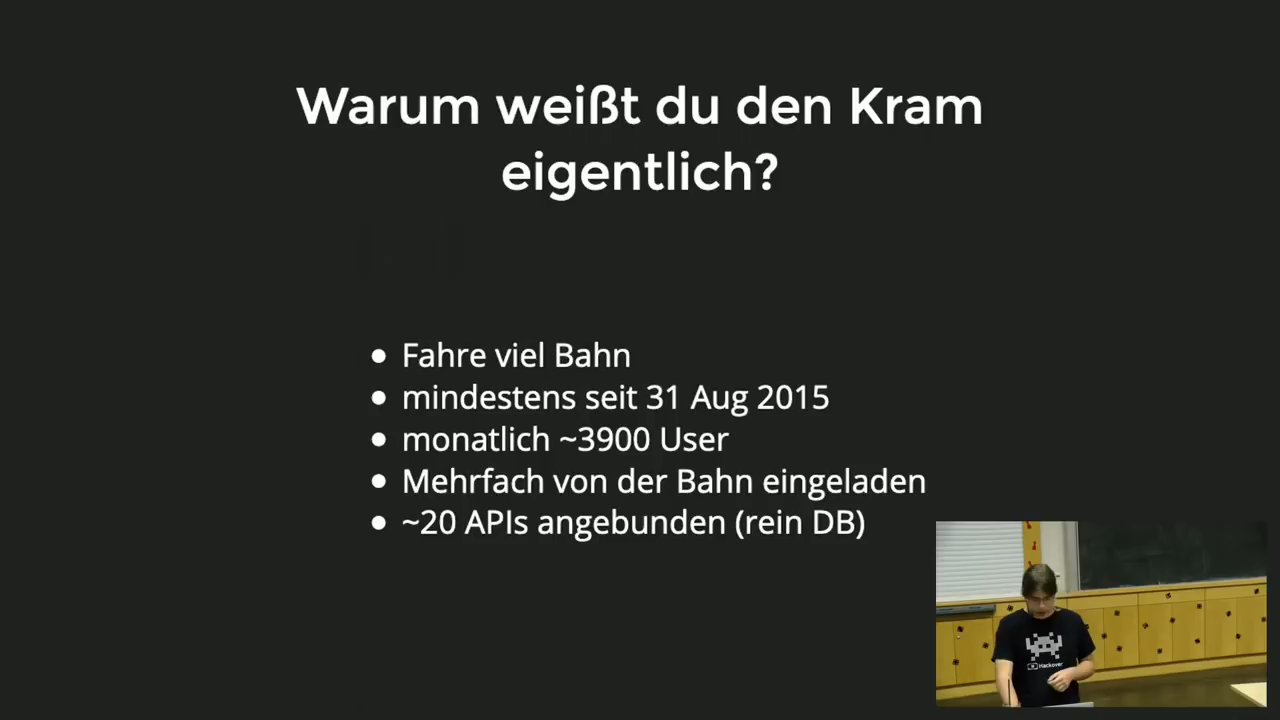 Warum weißt du den Kram
eigentlich?
Fahre viel Bahn
mindestens seit 31 Aug 2015
monatlich ~3900 User
Mehrfach von der Bahn eingeladen
~20 APIs angebunden (rein DB)
Hackover